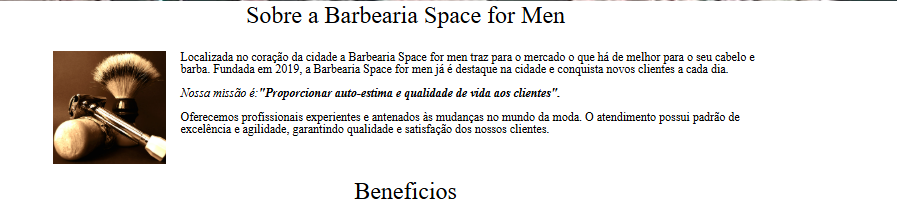 Sobre a Barbearia Space for Men
Localizada no coração da cidade a Barbearia Space for men traz para o mercado o que há de melhor para o seu cabelo e
barba. Fundada em 2019, a Barbearia Space for men já é destaque na cidade e conquista novos clientes a cada dia.
Nossa missão é:"Proporcionar auto-estima e qualidade de vida aos clientes".
Oferecemos profissionais experientes e antenados às mudanças no mundo da moda. O atendimento possui padrão de
excelência e agilidade, garantindo qualidade e satisfação dos nossos clientes.
Beneficios